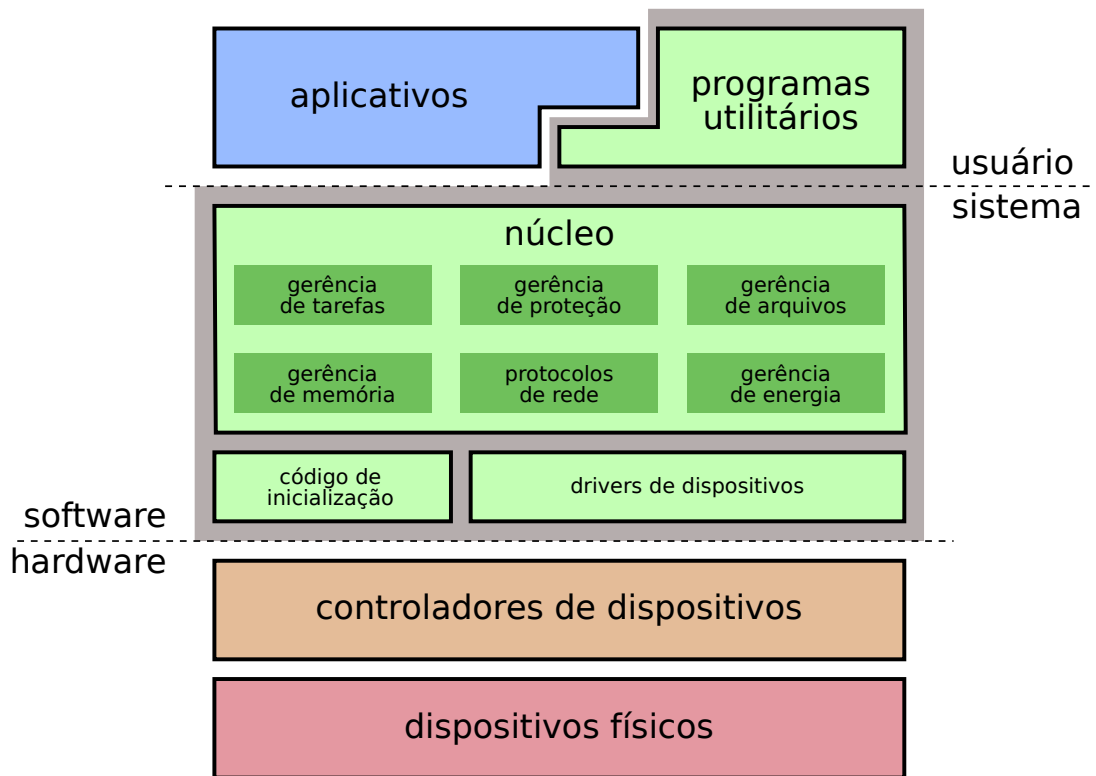 aplicativos
programas
utilitários
usuário
sistema
núcleo
gerência
de tarefas
gerência
de proteção
gerência
de arquivos
gerência
de memória
protocolos
de rede
gerência
de energia
código de
inicialização
drivers de dispositivos
software
hardware
controladores de dispositivos
dispositivos físicos